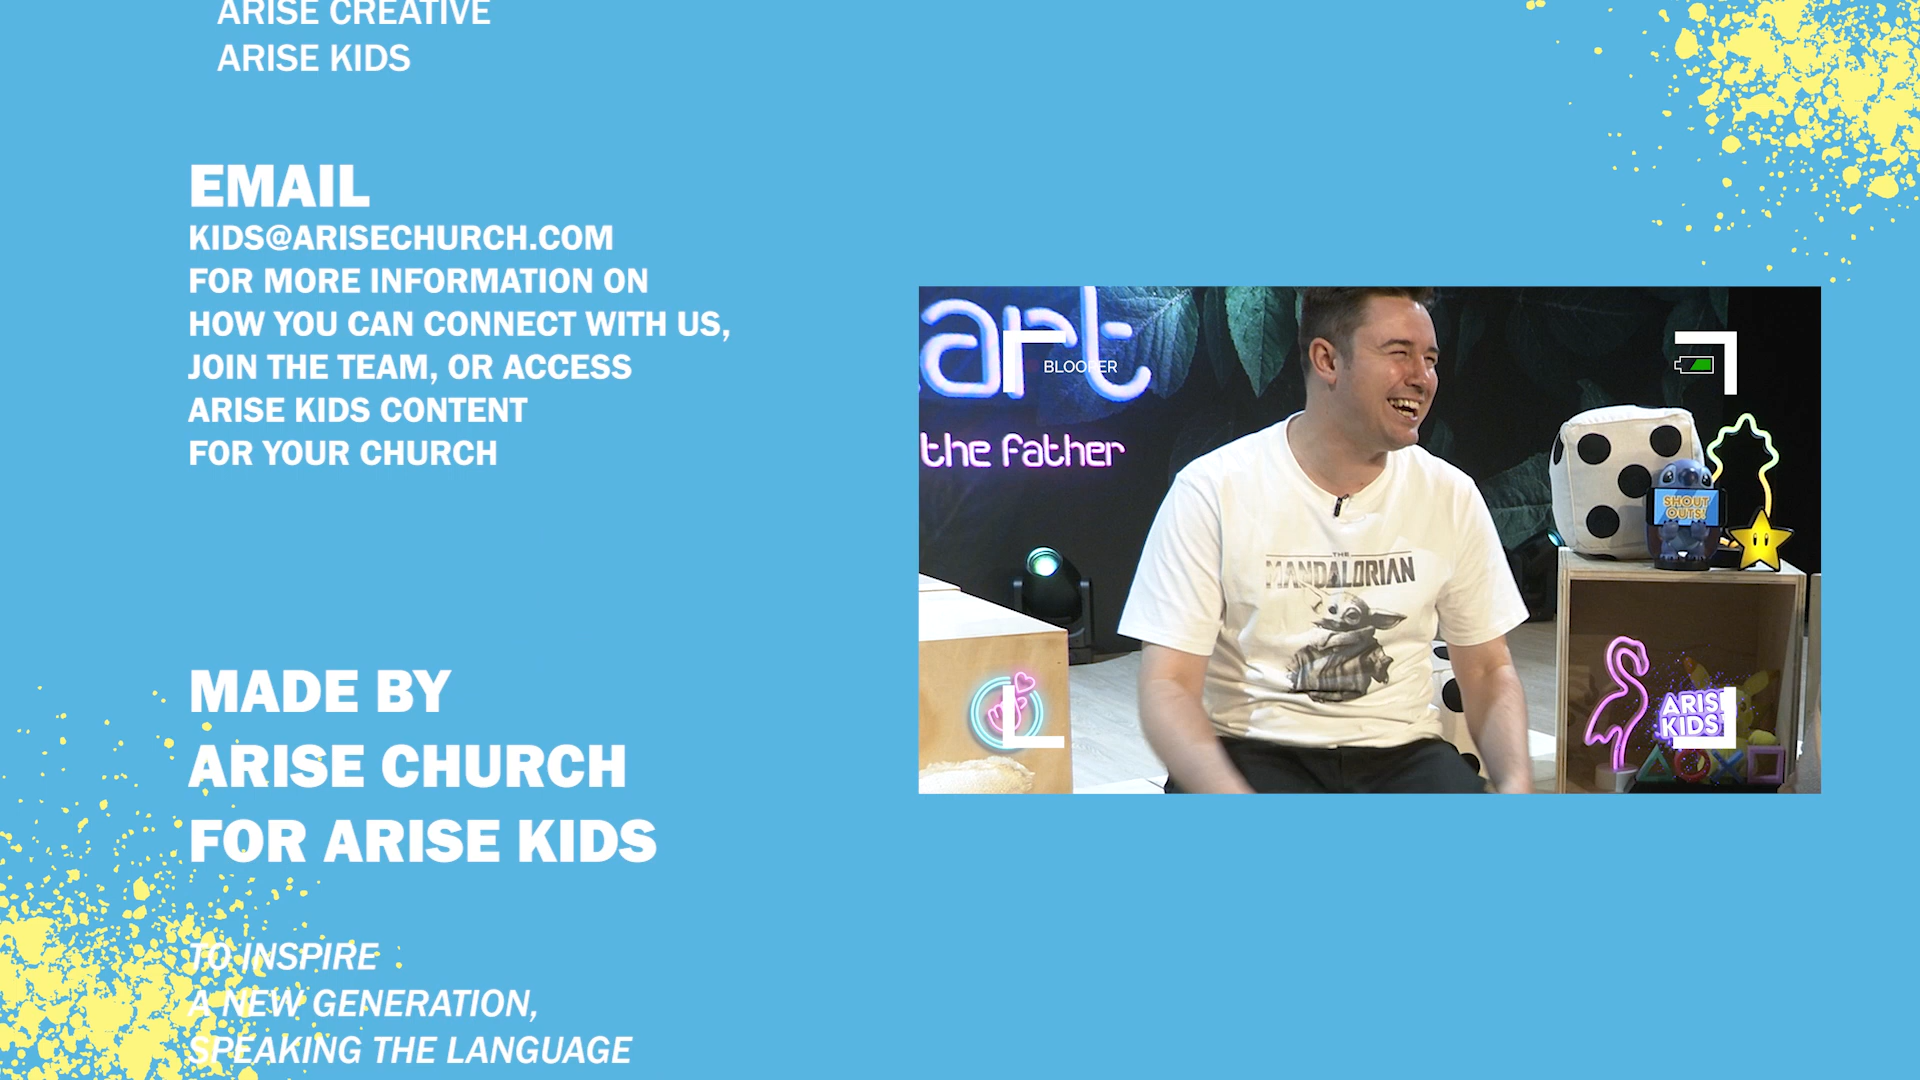 ARISE CREATIVE
ARISE KIDS
EMAIL
KIDS@ARISECHURCH.COM
FOR MORE INFORMATION ON
HOW YOU CAN CONNECT WITH US,
JOIN THE TEAM, OR ACCESS
ARISE KIDS CONTENT
FOR YOUR CHURCH
MADE BY
ARISE CHURCH
FOR ARISE KIDS
TO INSPIRE
A NEW GENERATION,
SPEAKING THE LANGUAGE
art
BLOOPER
the father
SHOUT
OUTS!
THE
MANDALORIAN
ARISE
KIDS